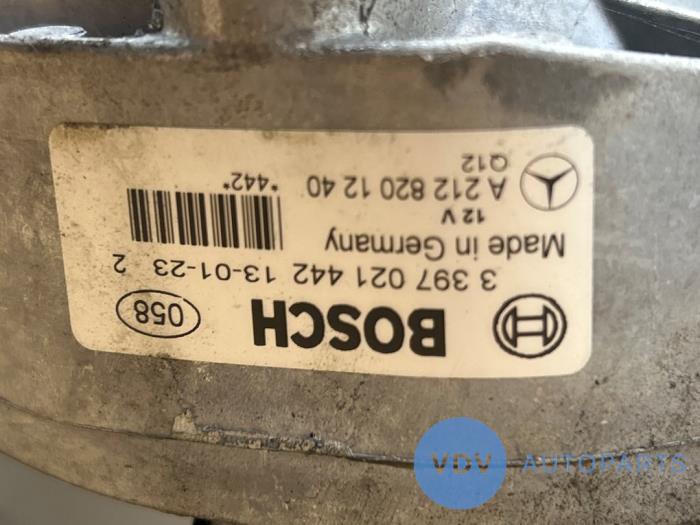 BOSCH 058
3 397 021 442 13-01-23 2
Made in Germany
12 V
A 212 820 12 40 *442*
Q12
VDV AUTOPARTS